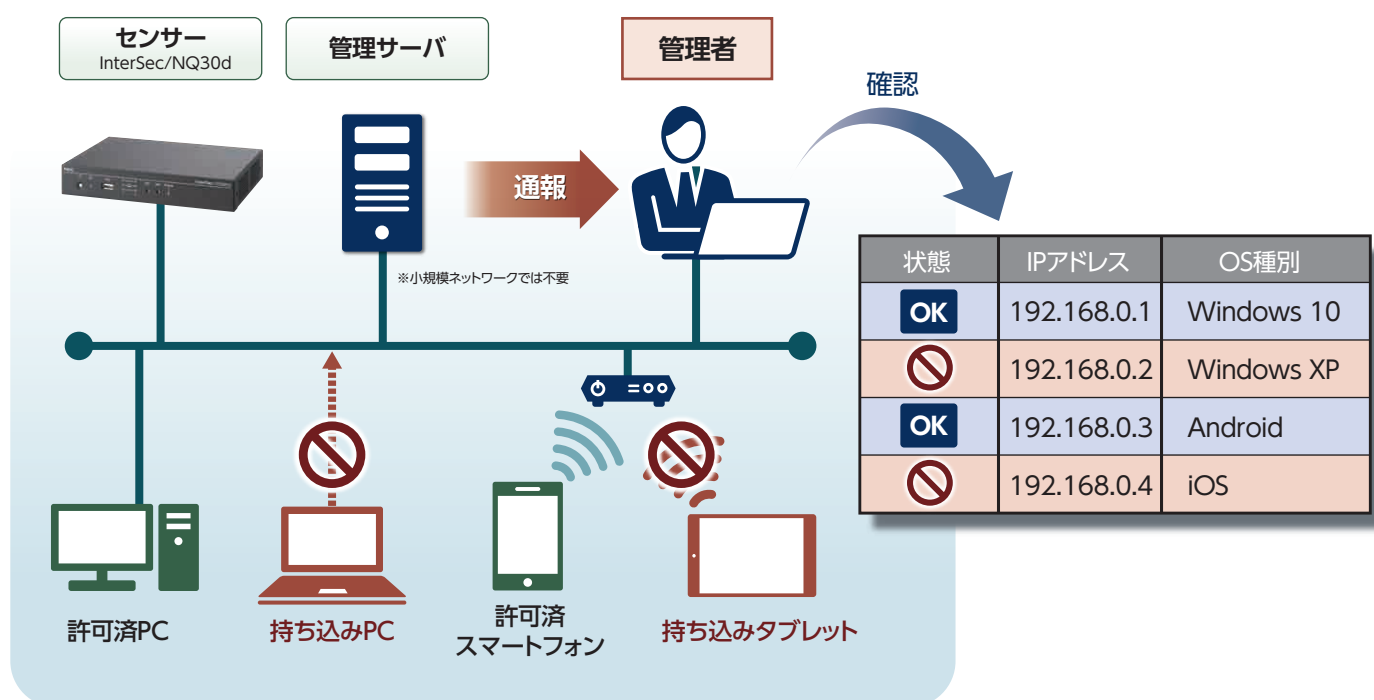 センサー
InterSec/NQ30d
管理サーバ
管理者
確認
通報
※小規模ネットワークでは不要
状態 IPアドレス OS種別
OK 192.168.0.1 Windows 10
192.168.0.2 Windows XP
OK 192.168.0.3 Android
192.168.0.4 iOS
許可済PC
持ち込みPC
許可済
スマートフォン
持ち込みタブレット